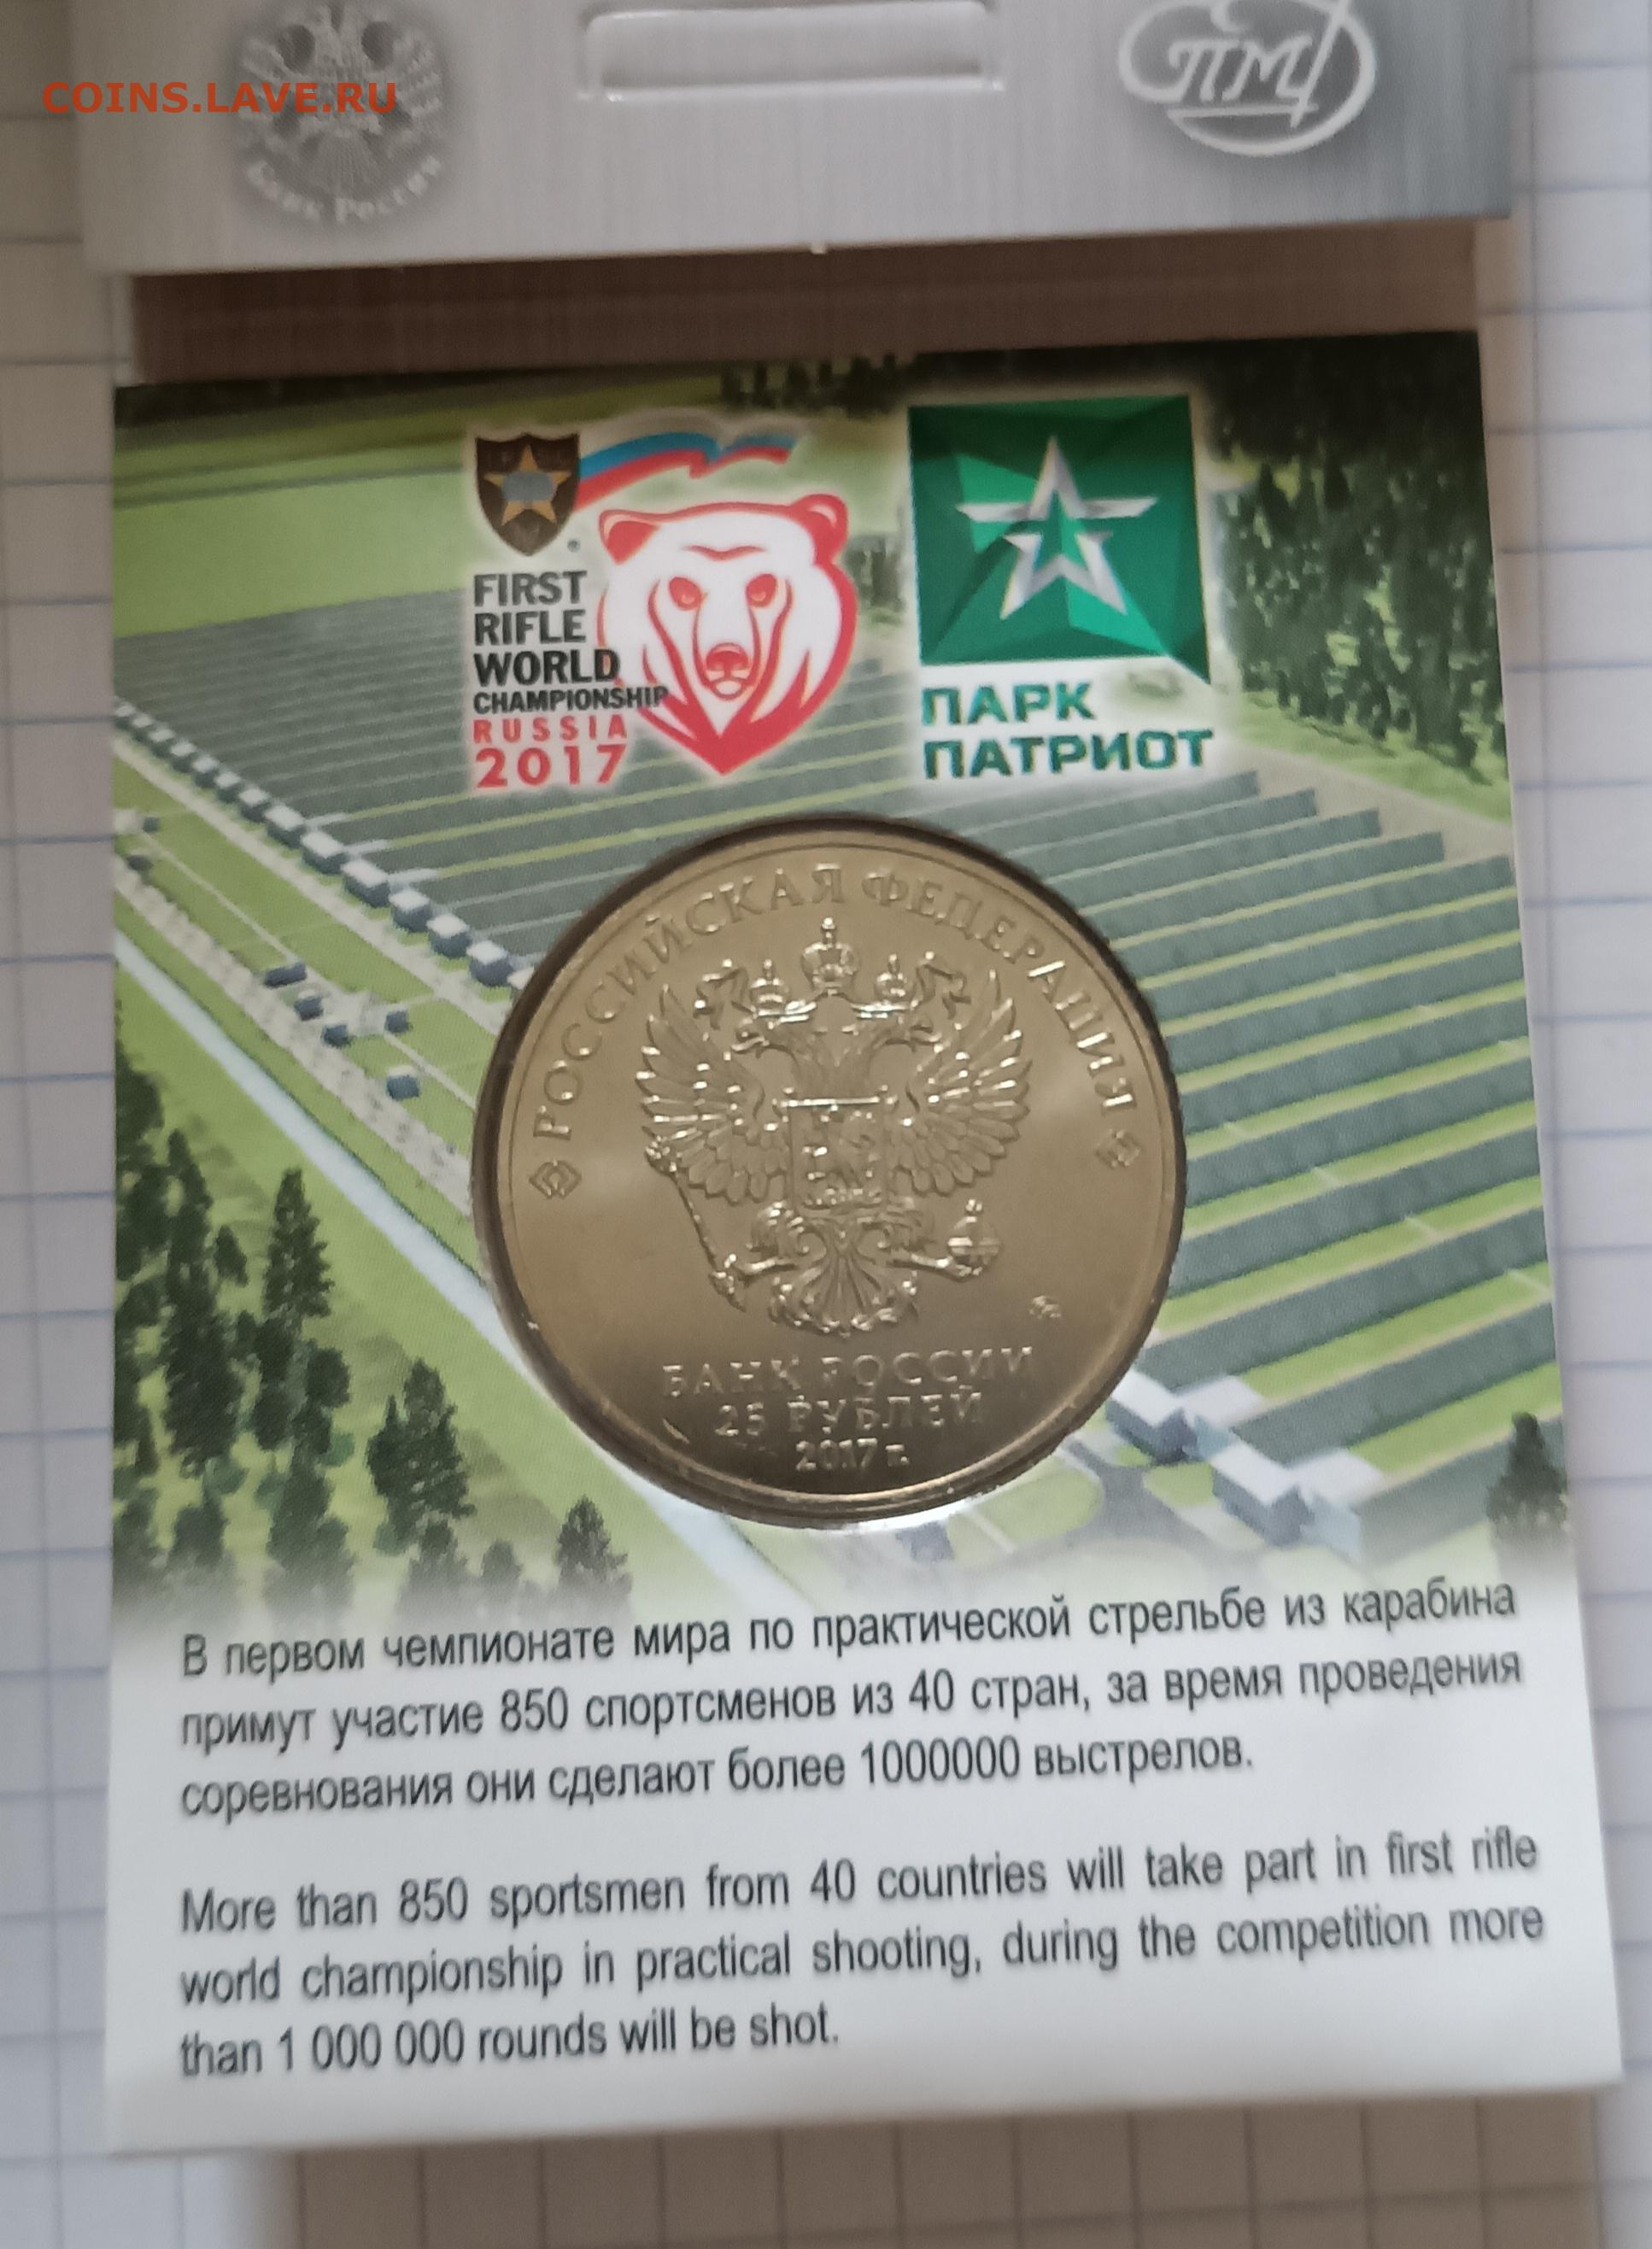 COINS.LAVE.RU
Банк России
ПМД
FIRST
RIFLE
WORLD
CHAMPIONSHIP
RUSSIA
2017
ПАРК
ПАТРИОТ
РОССИЙСКАЯ ФЕДЕРАЦИЯ
БАНК РОССИИ
25 РУБЛЕЙ
2017 г.
В первом чемпионате мира по практической стрельбе из карабина
примут участие 850 спортсменов из 40 стран, за время проведения
соревнования они сделают более 1000000 выстрелов.
More than 850 sportsmen from 40 countries will take part in first rifle
world championship in practical shooting, during the competition more
than 1 000 000 rounds will be shot.